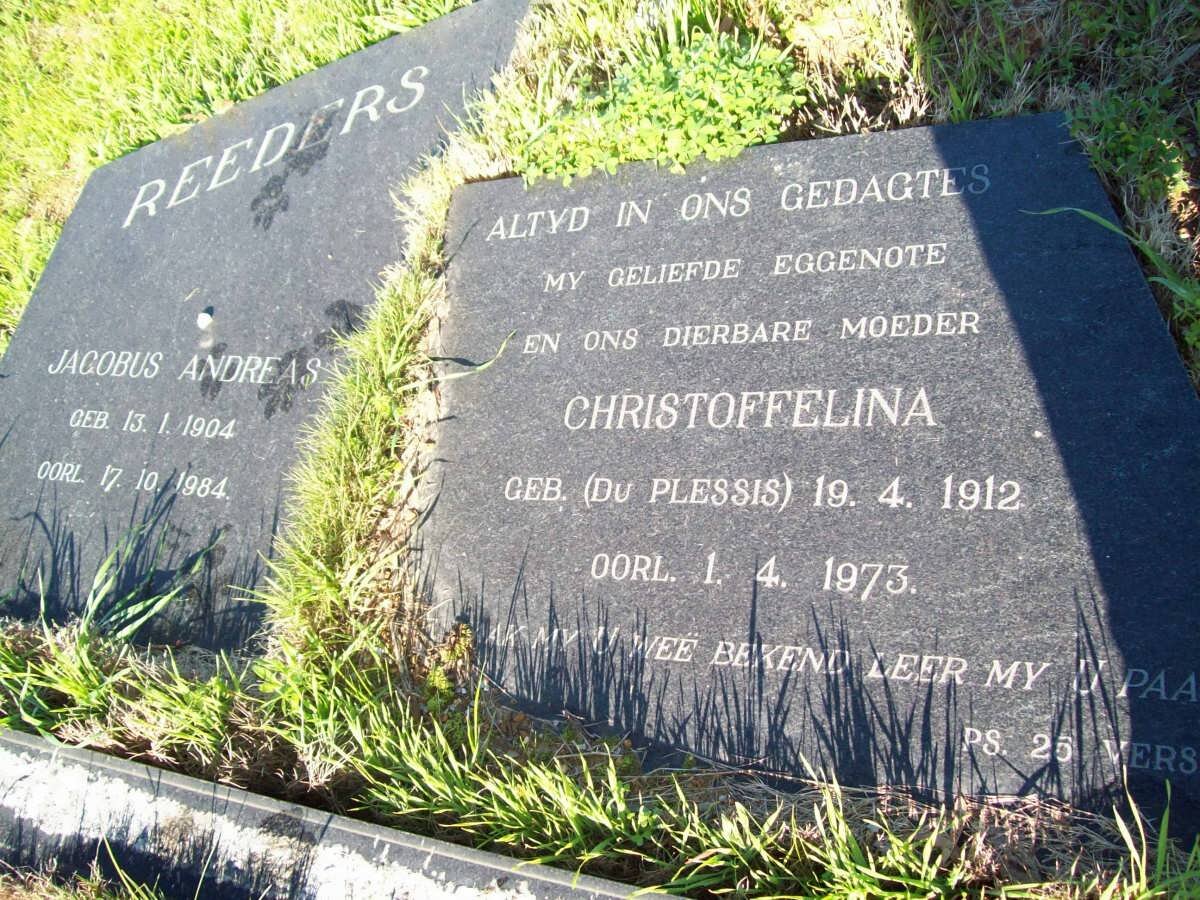 REEDERS
JACOBUS ANDREAS
GEB. 13. 1. 1904
OORL. 17. 10. 1984.
ALTYD IN ONS GEDAGTES
MY GELIEFDE EGGENOTE
EN ONS DIERBARE MOEDER
CHRISTOFFELINA
GEB. (DU PLESSIS) 19. 4. 1912
OORL. 1. 4. 1973.
MY U WEË BEKEND LEER MY U
PS. 25 VERS